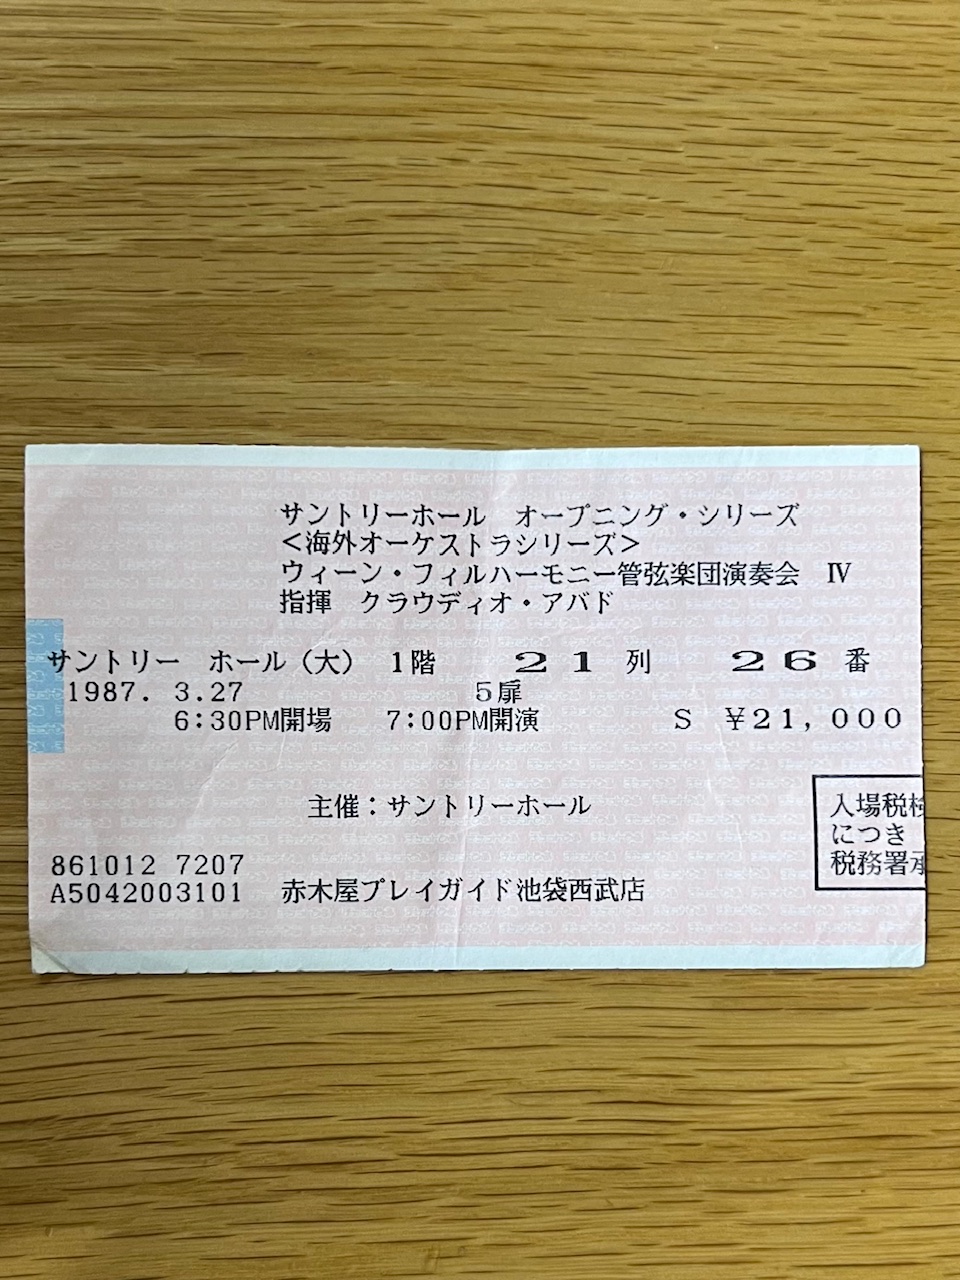 サントリーホール オープニング・シリーズ
<海外オーケストラシリーズ>
ウィーン・フィルハーモニー管弦楽団演奏会 Ⅳ
指揮 クラウディオ・アバド
サントリー ホール(大) 1階 21列 26番
1987. 3.27 5扉
6:30PM開場 7:00PM開演 S ¥21,000
主催:サントリーホール
入場税検
につき
税務署承
861012 7207
A5042003101 赤木屋プレイガイド池袋西武店